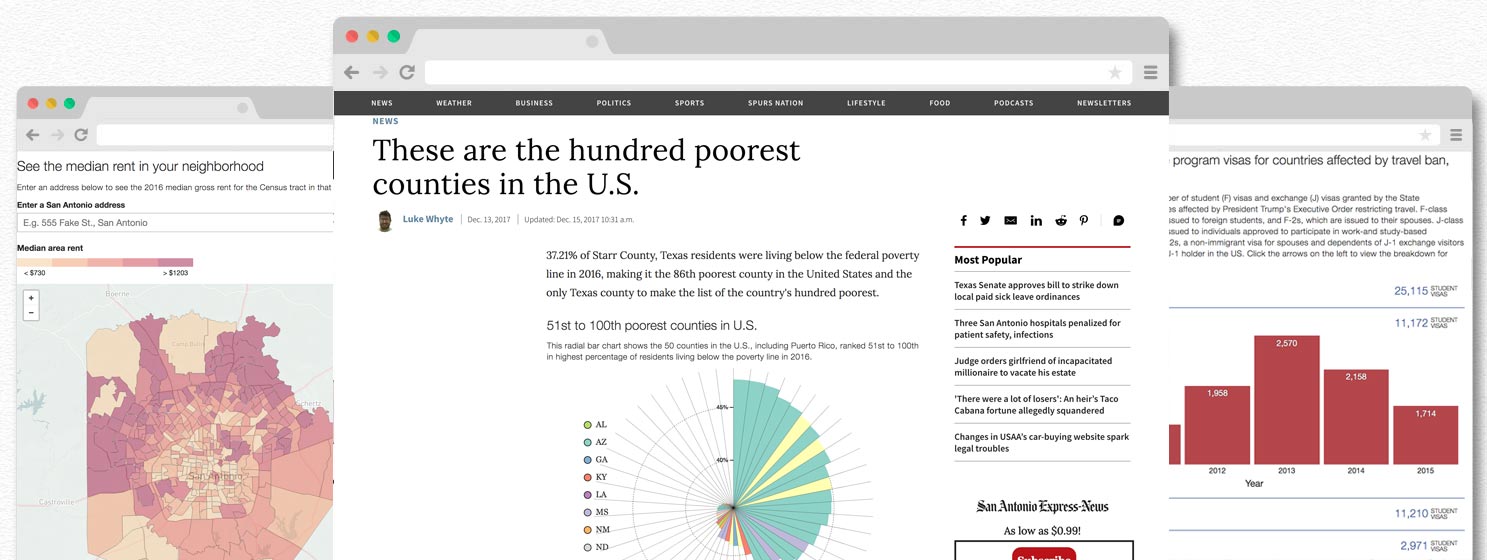 See the median rent in your neighborhood
Enter an address below to see the 2016 median gross rent for the Census tract in that
Enter a San Antonio address
E.g. 555 Fake St., San Antonio
Median area rent
< $730
> $1203
+
−
Boerne
Camp Bullis
Schertz
San Antonio
Castroville
NEWS
WEATHER
BUSINESS
POLITICS
SPORTS
SPURS NATION
LIFESTYLE
FOOD
PODCASTS
NEWSLETTERS
NEWS
These are the hundred poorest
counties in the U.S.
Luke Whyte
Dec. 13, 2017
Updated: Dec. 15, 2017 10:31 a.m.
37.21% of Starr County, Texas residents were living below the federal poverty
line in 2016, making it the 86th poorest county in the United States and the
only Texas county to make the list of the country's hundred poorest.
51st to 100th poorest counties in U.S.
This radial bar chart shows the 50 counties in the U.S., including Puerto Rico, ranked 51st to 100th
in highest percentage of residents living below the poverty line in 2016.
45%
40%
AL
AZ
GA
KY
LA
MS
NM
ND
Most Popular
Texas Senate approves bill to strike down
local paid sick leave ordinances
Three San Antonio hospitals penalized for
patient safety, infections
Judge orders girlfriend of incapacitated
millionaire to vacate his estate
'There were a lot of losers': An heir's Taco
Cabana fortune allegedly squandered
Changes in USAA's car-buying website spark
legal troubles
San Antonio Express-News
As low as $0.99!
Subscribe
program visas for countries affected by travel ban,
er of student (F) visas and exchange (J) visas granted by the State
es affected by President Trump's Executive Order restricting travel. F-class
ssued to foreign students, and F-2s, which are issued to their spouses. J-class
ssued to individuals approved to participate in work-and study-based
2s, a non-immigrant visa for spouses and dependents of J-1 exchange visitors
J-1 holder in the US. Click the arrows on the left to view the breakdown for
25,115 STUDENT VISAS
11,172 STUDENT VISAS
1,958
2,570
2,158
1,714
2012
2013
2014
2015
Year
11,210 STUDENT VISAS
2,971 STUDENT VISAS